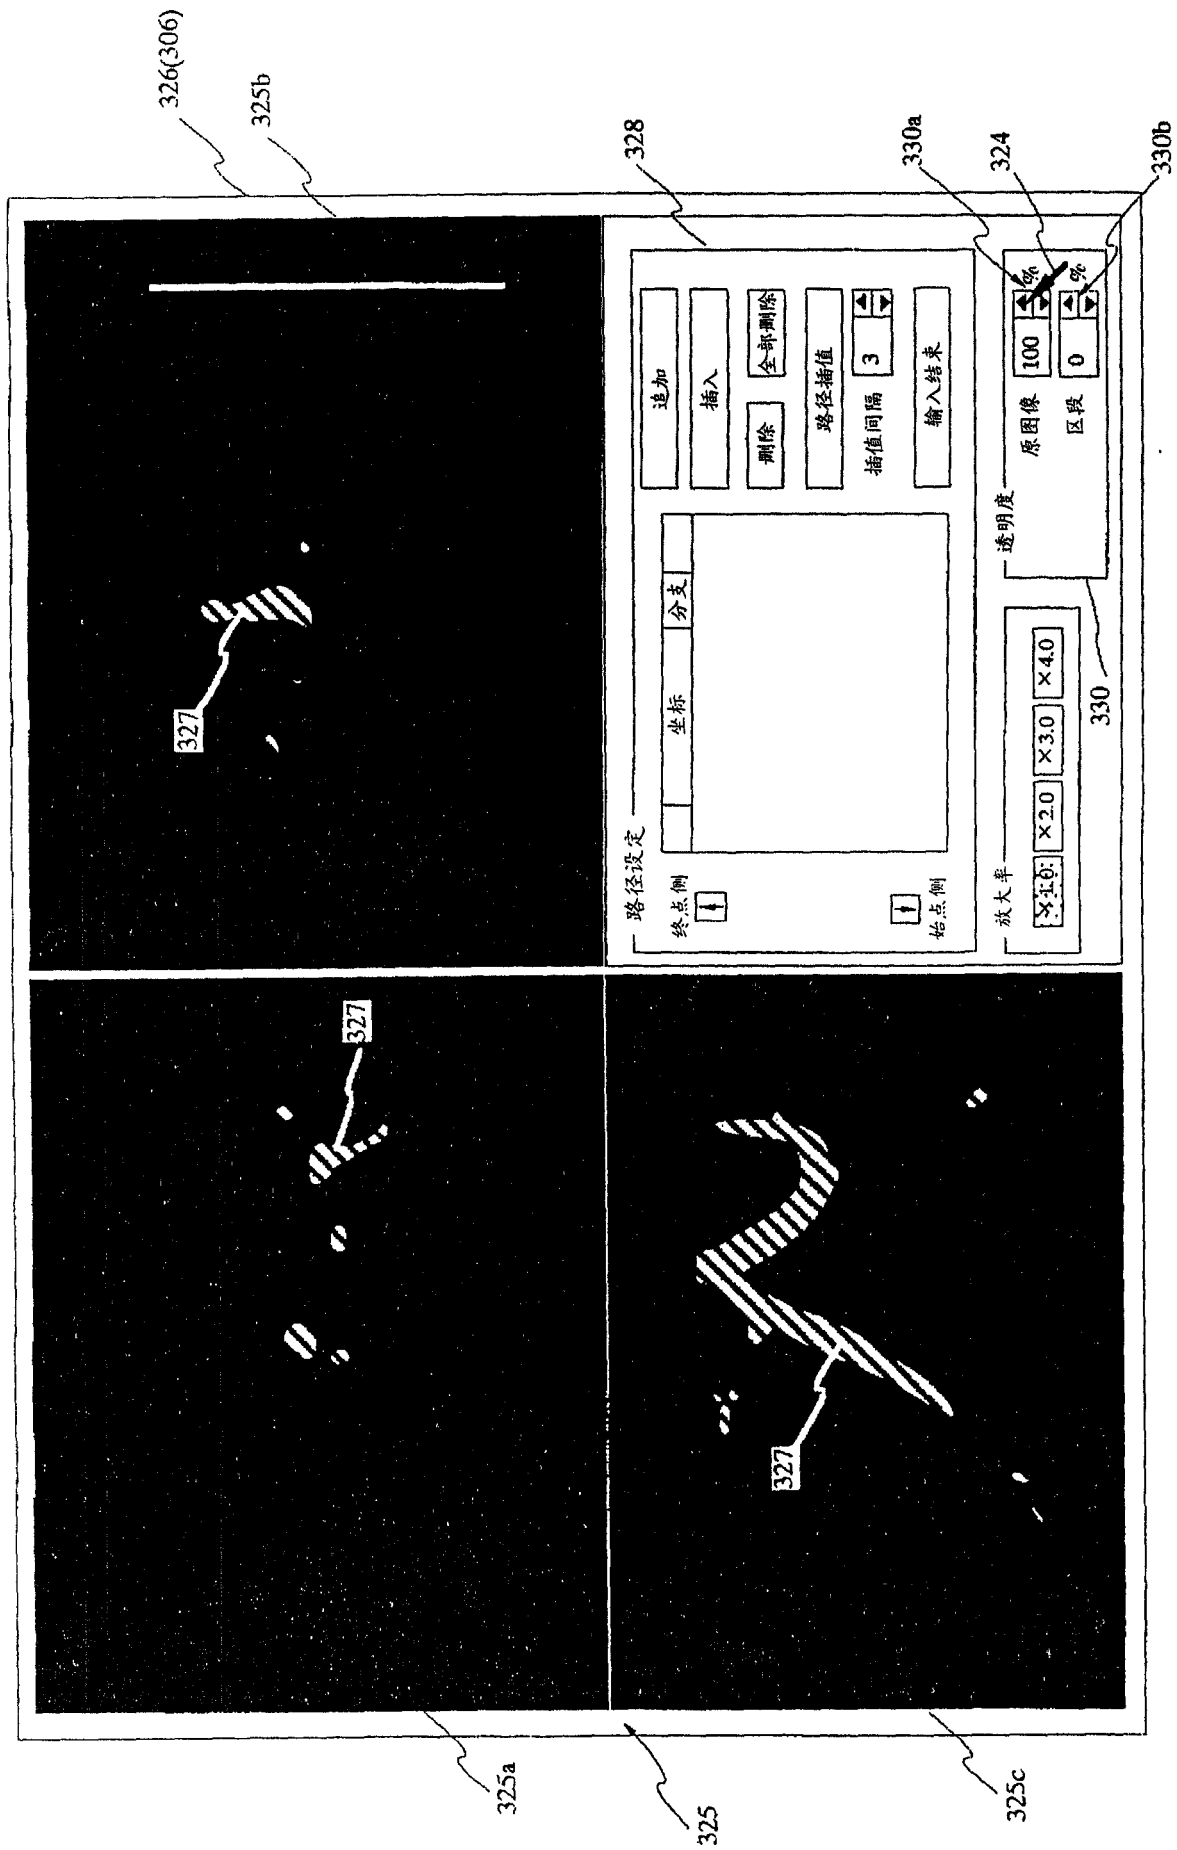 326(306)
325b
327
327
327
328
路径设定
终点侧
始点侧
坐标 分支
追加
插入
删除 全部删除
路径插值
插值间隔 3
输入结束
330a
324
330b
放大率
×1.0 ×2.0 ×3.0 ×4.0
透明度
原图像 100 %
区段 0 %
330
325a
325
325c